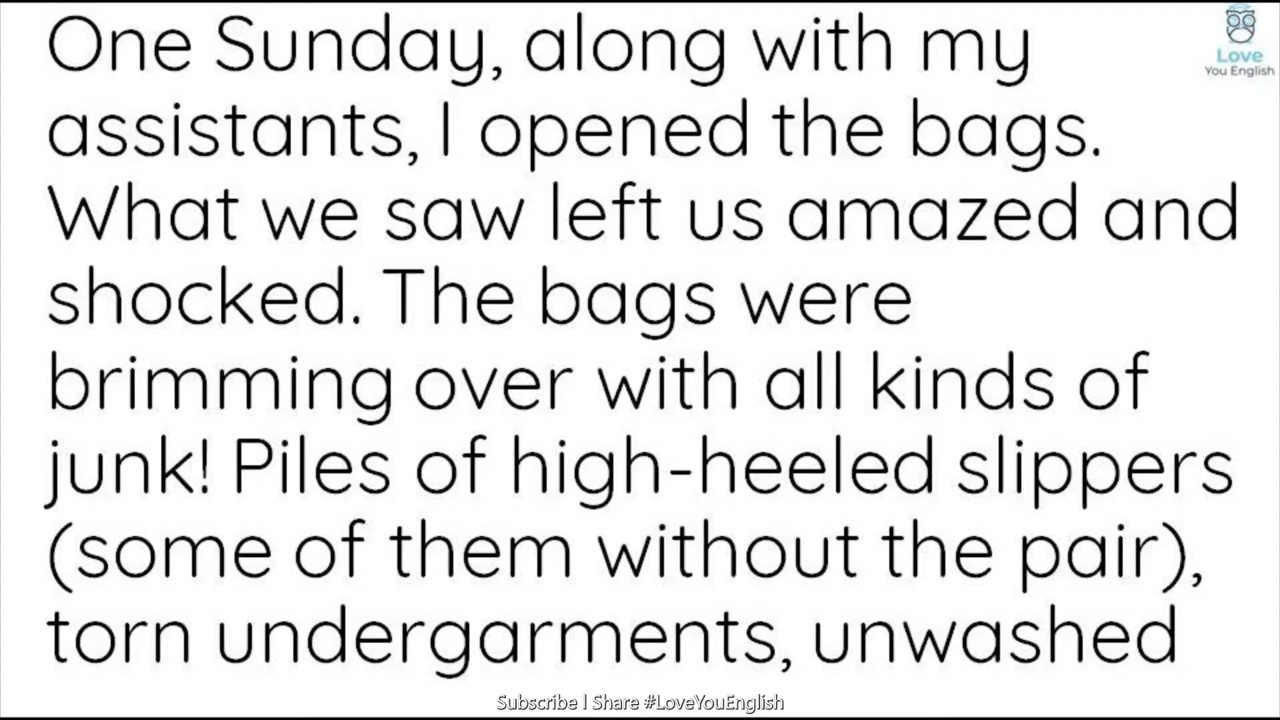 One Sunday, along with my
assistants, I opened the bags.
What we saw left us amazed and
shocked. The bags were
brimming over with all kinds of
junk! Piles of high-heeled slippers
(some of them without the pair),
torn undergarments, unwashed
Love
You English
Subscribe | Share #LoveYouEnglish